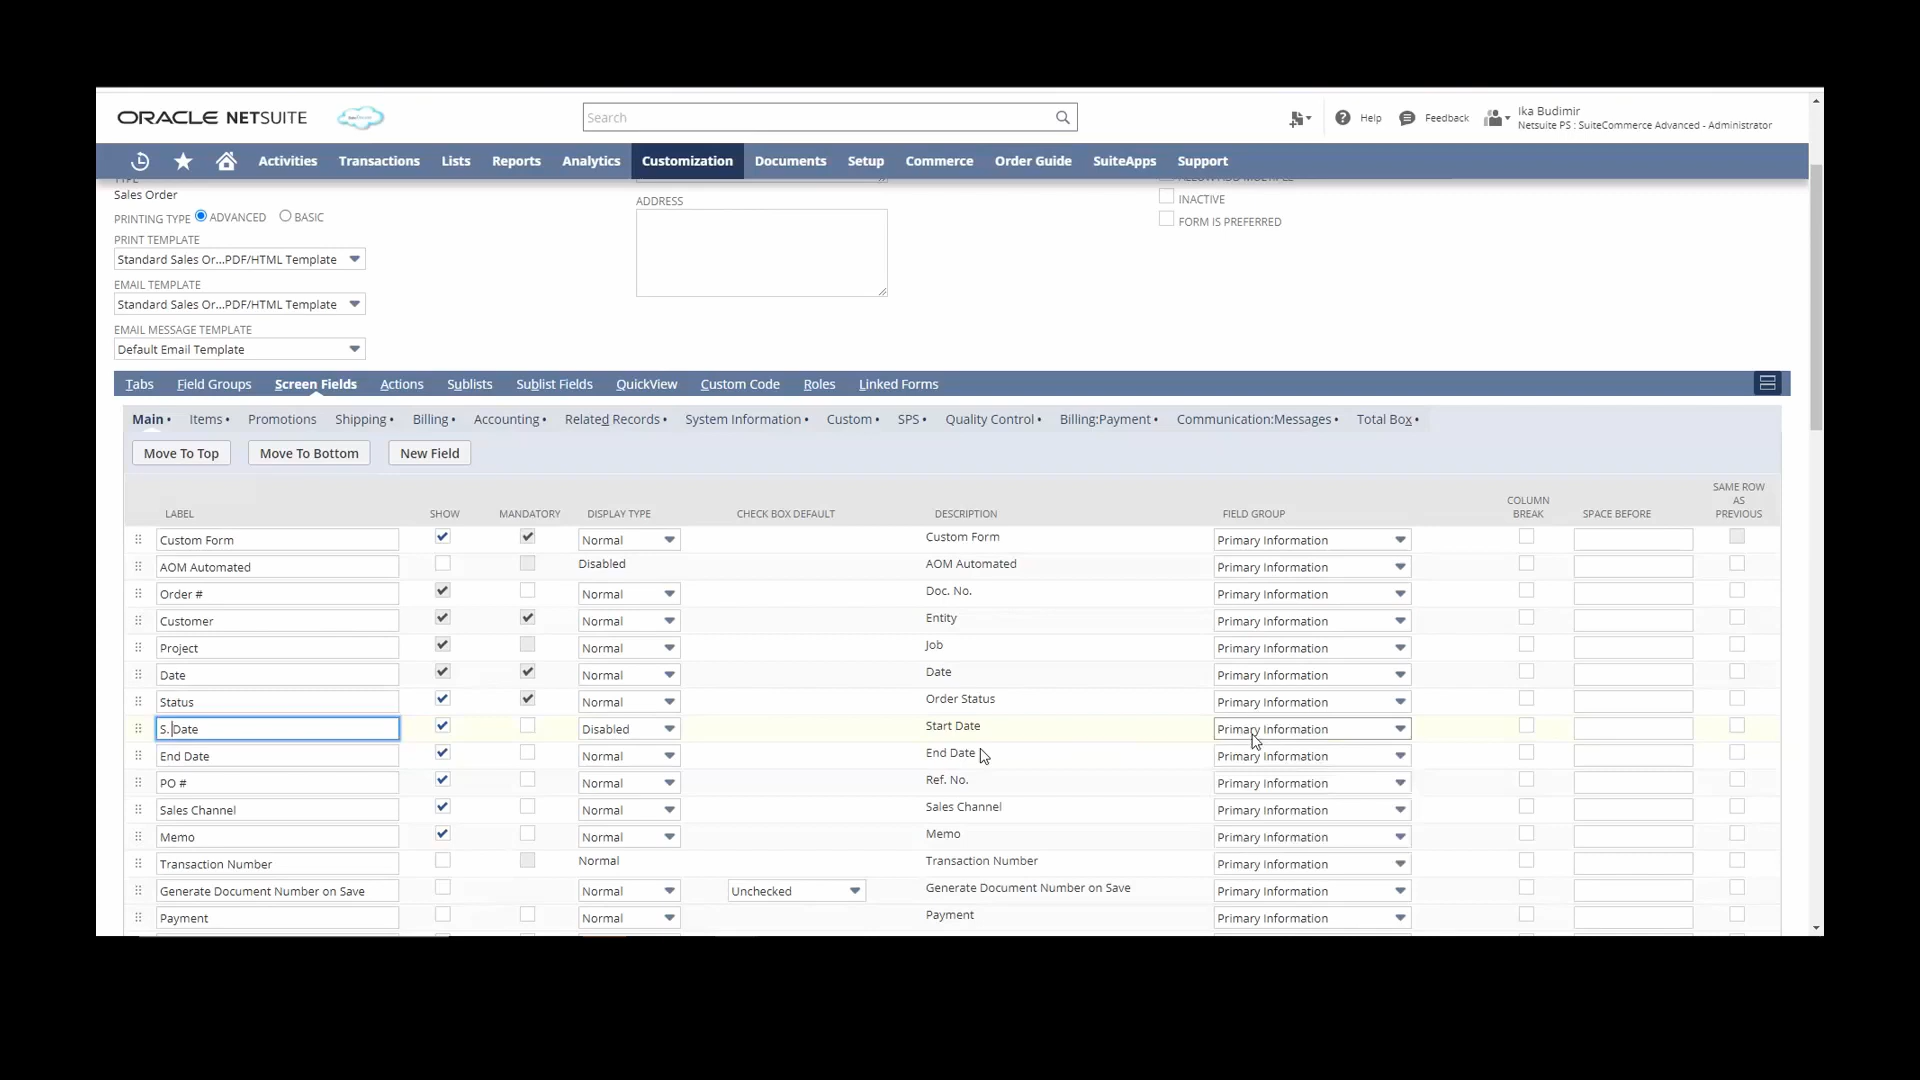 ORACLE NETSUITE
Search
Help
Feedback
Ika Budimir
Netsuite PS : SuiteCommerce Advanced - Administrator
Activities Transactions Lists Reports Analytics Customization Documents Setup Commerce Order Guide SuiteApps Support
TYPE
Sales Order
PRINTING TYPE ADVANCED BASIC
PRINT TEMPLATE
Standard Sales Or...PDF/HTML Template
EMAIL TEMPLATE
Standard Sales Or...PDF/HTML Template
EMAIL MESSAGE TEMPLATE
Default Email Template
ADDRESS
ALLOW ADD MULTIPLE
INACTIVE
FORM IS PREFERRED
Tabs Field Groups Screen Fields Actions Sublists Sublist Fields QuickView Custom Code Roles Linked Forms
Main • Items • Promotions Shipping • Billing • Accounting • Related Records • System Information • Custom • SPS • Quality Control • Billing:Payment • Communication:Messages • Total Box •
Move To Top Move To Bottom New Field
LABEL SHOW MANDATORY DISPLAY TYPE CHECK BOX DEFAULT DESCRIPTION FIELD GROUP COLUMN BREAK SPACE BEFORE SAME ROW AS PREVIOUS
Custom Form Normal Custom Form Primary Information
AOM Automated Disabled AOM Automated Primary Information
Order # Normal Doc. No. Primary Information
Customer Normal Entity Primary Information
Project Normal Job Primary Information
Date Normal Date Primary Information
Status Normal Order Status Primary Information
S. Date Disabled Start Date Primary Information
End Date Normal End Date Primary Information
PO # Normal Ref. No. Primary Information
Sales Channel Normal Sales Channel Primary Information
Memo Normal Memo Primary Information
Transaction Number Normal Transaction Number Primary Information
Generate Document Number on Save Normal Unchecked Generate Document Number on Save Primary Information
Payment Normal Payment Primary Information